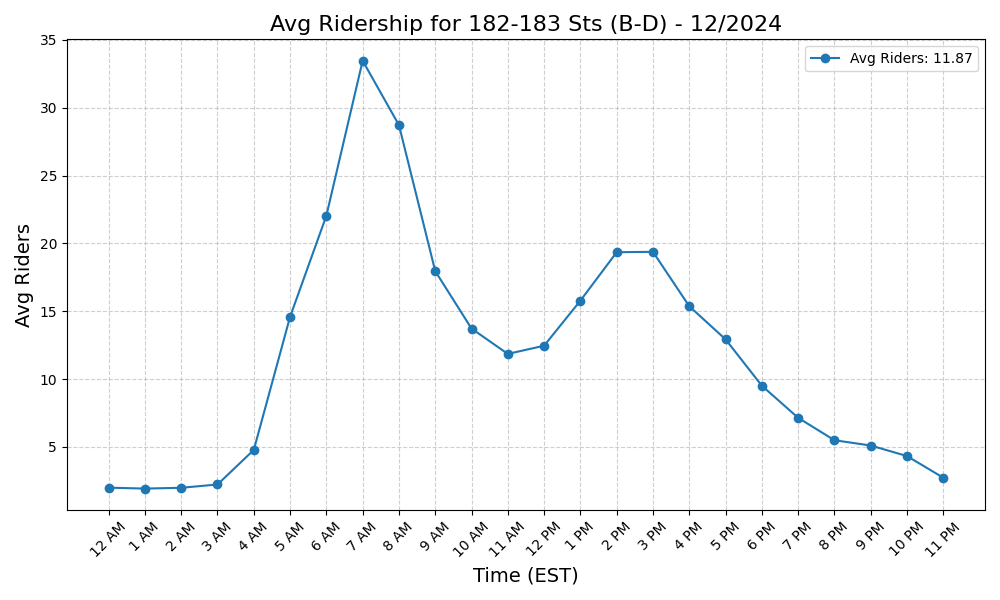 Avg Ridership for 182-183 Sts (B-D) - 12/2024
Avg Riders: 11.87
Avg Riders
35
30
25
20
15
10
5
12 AM
1 AM
2 AM
3 AM
4 AM
5 AM
6 AM
7 AM
8 AM
9 AM
10 AM
11 AM
12 PM
1 PM
2 PM
3 PM
4 PM
5 PM
6 PM
7 PM
8 PM
9 PM
10 PM
11 PM
Time (EST)